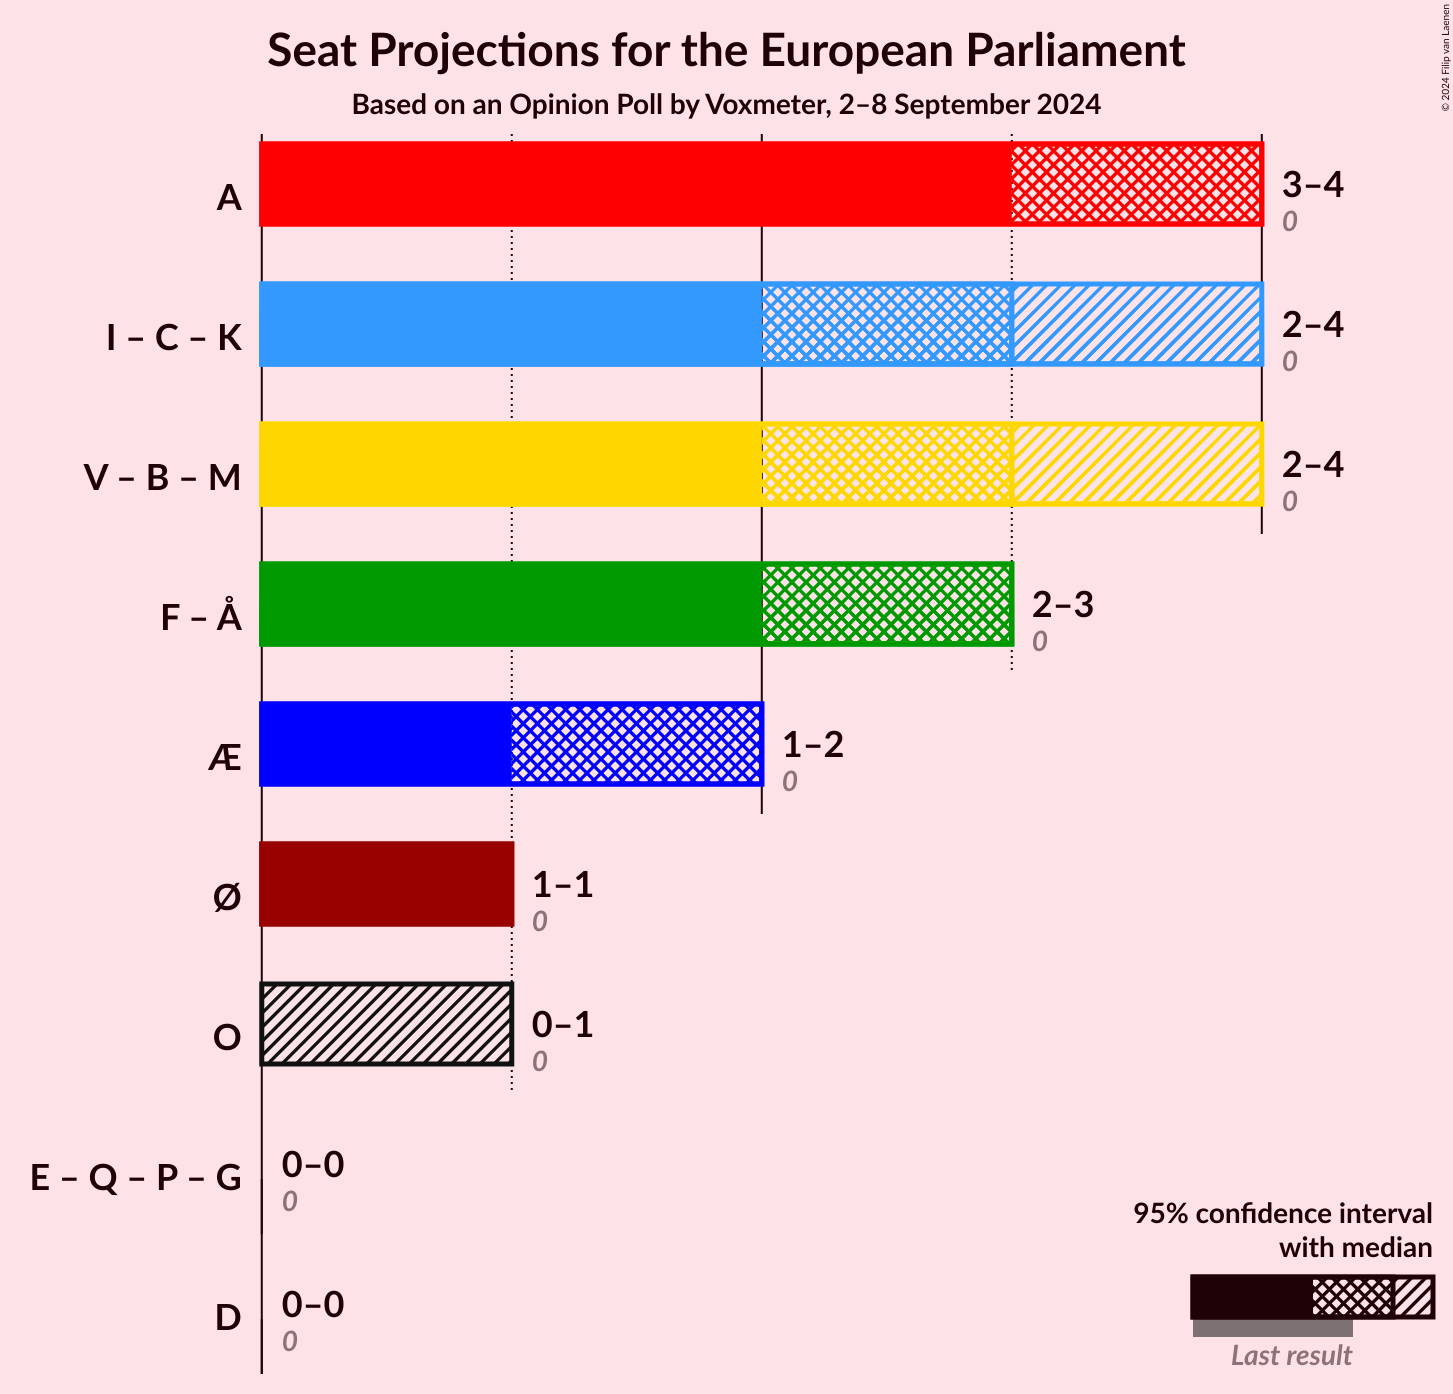 Seat Projections for the European Parliament
Based on an Opinion Poll by Voxmeter, 2–8 September 2024
© 2024 Filip van Laenen
A
3–4
0
I – C – K
2–4
0
V – B – M
2–4
0
F – Å
2–3
0
Æ
1–2
0
Ø
1–1
0
O
0–1
0
E – Q – P – G
0–0
0
D
0–0
0
95% confidence interval
with median
Last result